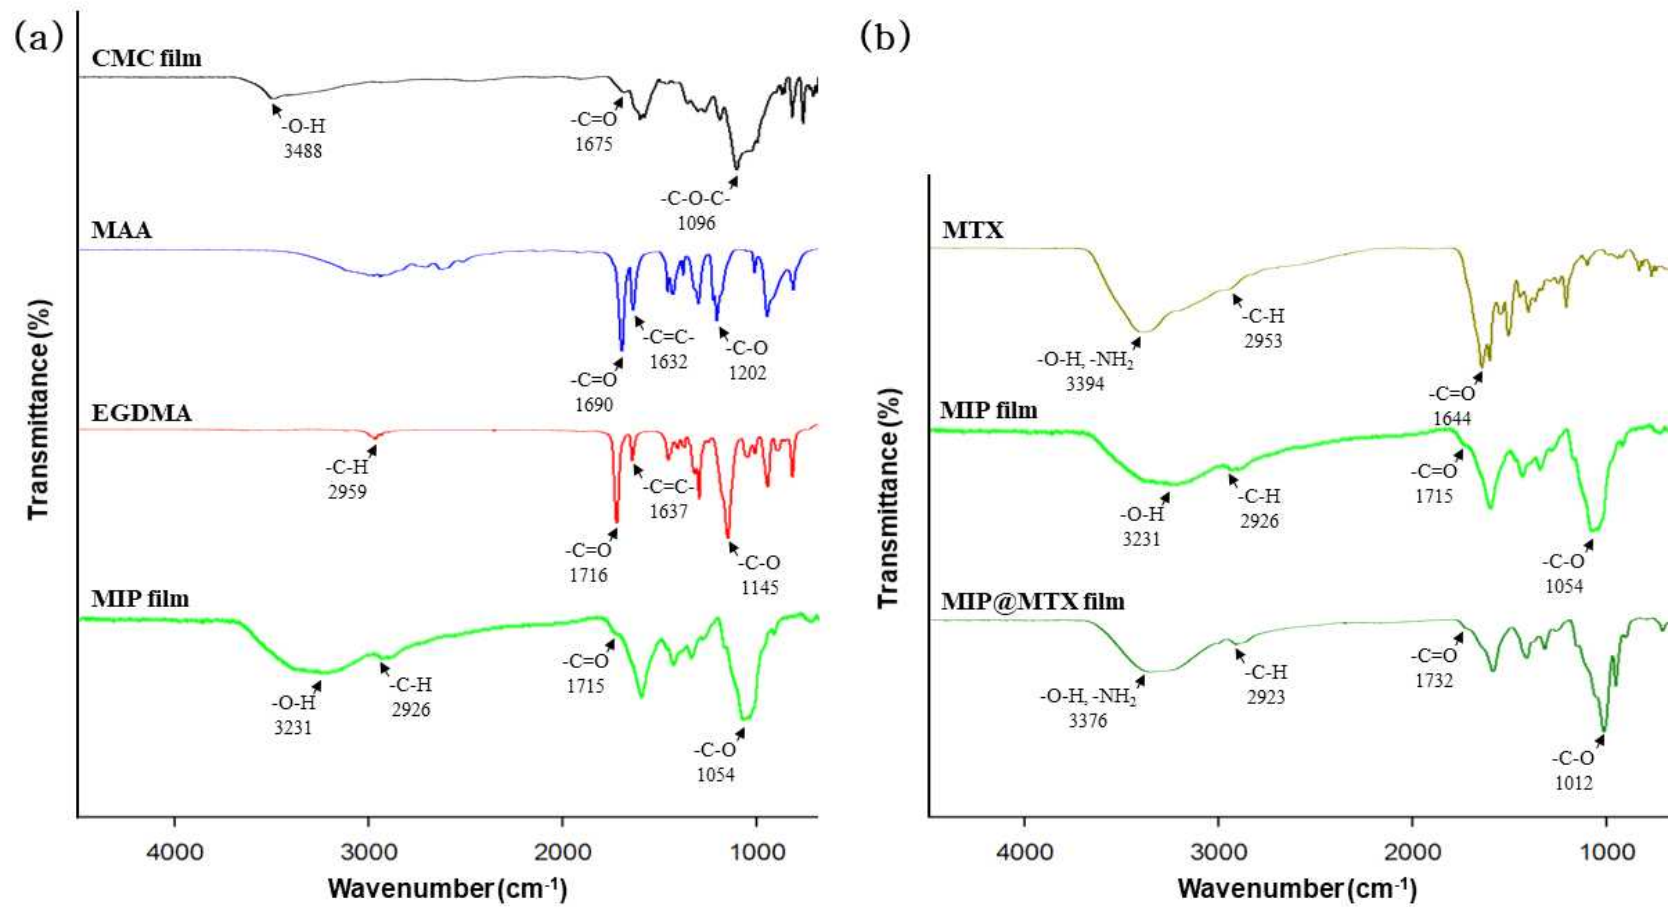 (a)
CMC film
-O-H
3488
-C=O
1675
-C-O-C-
1096
MAA
-C=C-
1632
-C-O
1202
-C=O
1690
EGDMA
-C-H
2959
-C=C-
1637
-C=O
1716
-C-O
1145
MIP film
-C=O
1715
-C-H
2926
-O-H
3231
-C-O
1054
Transmittance (%)
4000 3000 2000 1000
Wavenumber (cm-1)
(b)
MTX
-C-H
2953
-O-H, -NH2
3394
-C=O
1644
MIP film
-C=O
1715
-C-H
2926
-O-H
3231
-C-O
1054
MIP@MTX film
-C=O
1732
-C-H
2923
-O-H, -NH2
3376
-C-O
1012
Transmittance (%)
4000 3000 2000 1000
Wavenumber (cm-1)